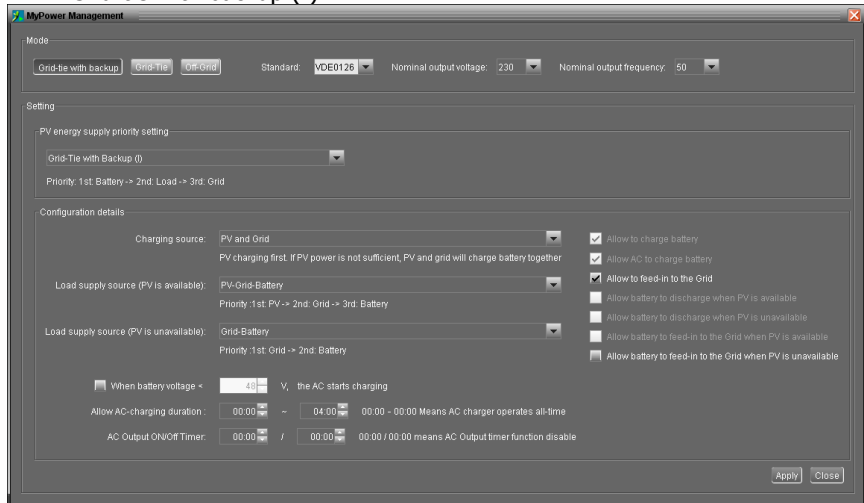 MyPower Management
Mode
Grid-tie with backup Grid-Tie Off-Grid Standard: VDE0126 Nominal output voltage: 230 Nominal output frequency: 50
Setting
PV energy supply priority setting
Grid-Tie with Backup (I)
Priority: 1st: Battery -> 2nd: Load -> 3rd: Grid
Configuration details
Charging source: PV and Grid
PV charging first. If PV power is not sufficient, PV and grid will charge battery together
Load supply source (PV is available): PV-Grid-Battery
Priority :1st: PV -> 2nd: Grid -> 3rd: Battery
Load supply source (PV is unavailable): Grid-Battery
Priority :1st: Grid -> 2nd: Battery
Allow to charge battery
Allow AC to charge battery
Allow to feed-in to the Grid
Allow battery to discharge when PV is available
Allow battery to discharge when PV is unavailable
Allow battery to feed-in to the Grid when PV is available
Allow battery to feed-in to the Grid when PV is unavailable
When battery voltage < 48 V, the AC starts charging
Allow AC-charging duration : 00:00 ~ 04:00 00:00 - 00:00 Means AC charger operates all-time
AC Output ON/Off Timer: 00:00 / 00:00 00:00 / 00:00 means AC Output timer function disable
Apply Close